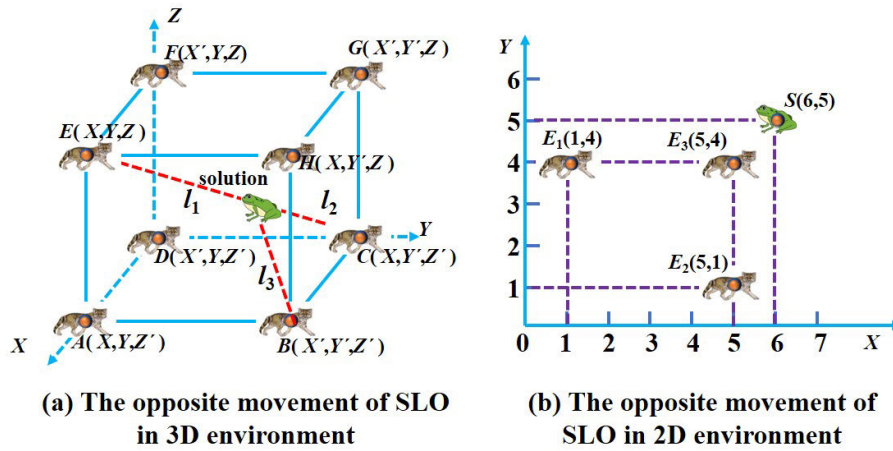 Z
F(X′,Y,Z)
G(X′,Y′,Z)
E(X,Y,Z)
H(X,Y′,Z)
solution
l1
l2
Y
D(X′,Y,Z′)
C(X,Y′,Z′)
l3
X
A(X,Y,Z′)
B(X′,Y′,Z′)
(a) The opposite movement of SLO
in 3D environment
Y
6
5
4
3
2
1
S(6,5)
E1(1,4)
E3(5,4)
E2(5,1)
0 1 2 3 4 5 6 7 X
(b) The opposite movement of
SLO in 2D environment